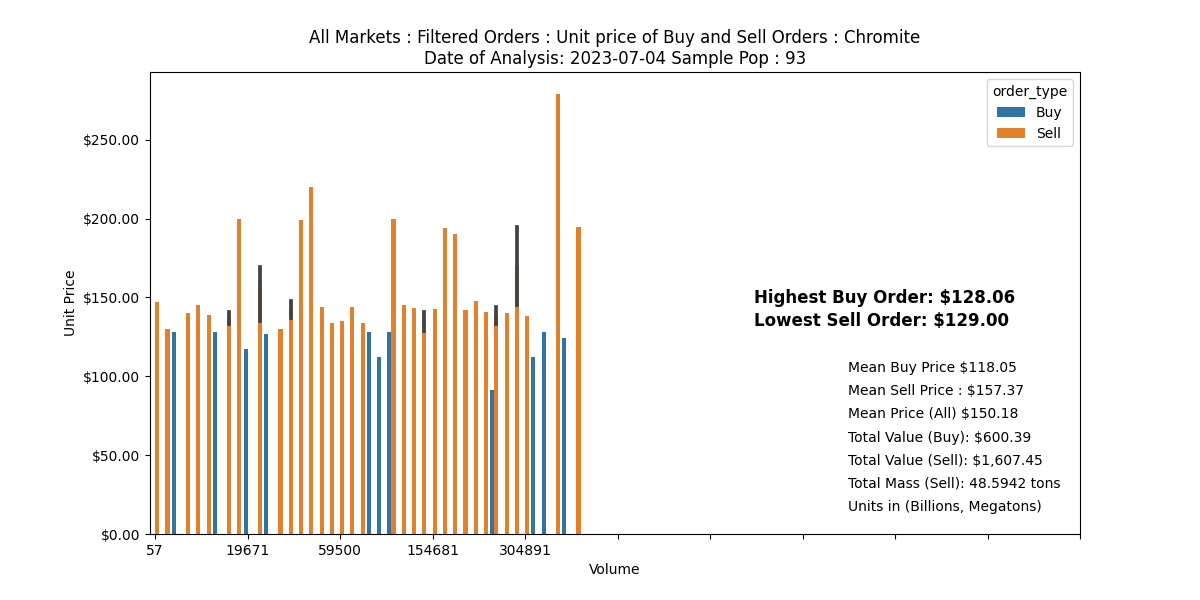 All Markets : Filtered Orders : Unit price of Buy and Sell Orders : Chromite
Date of Analysis: 2023-07-04 Sample Pop : 93
order_type
Buy
Sell
$250.00
$200.00
$150.00
$100.00
$50.00
$0.00
Unit Price
Highest Buy Order: $128.06
Lowest Sell Order: $129.00
Mean Buy Price $118.05
Mean Sell Price : $157.37
Mean Price (All) $150.18
Total Value (Buy): $600.39
Total Value (Sell): $1,607.45
Total Mass (Sell): 48.5942 tons
Units in (Billions, Megatons)
57 19671 59500 154681 304891
Volume